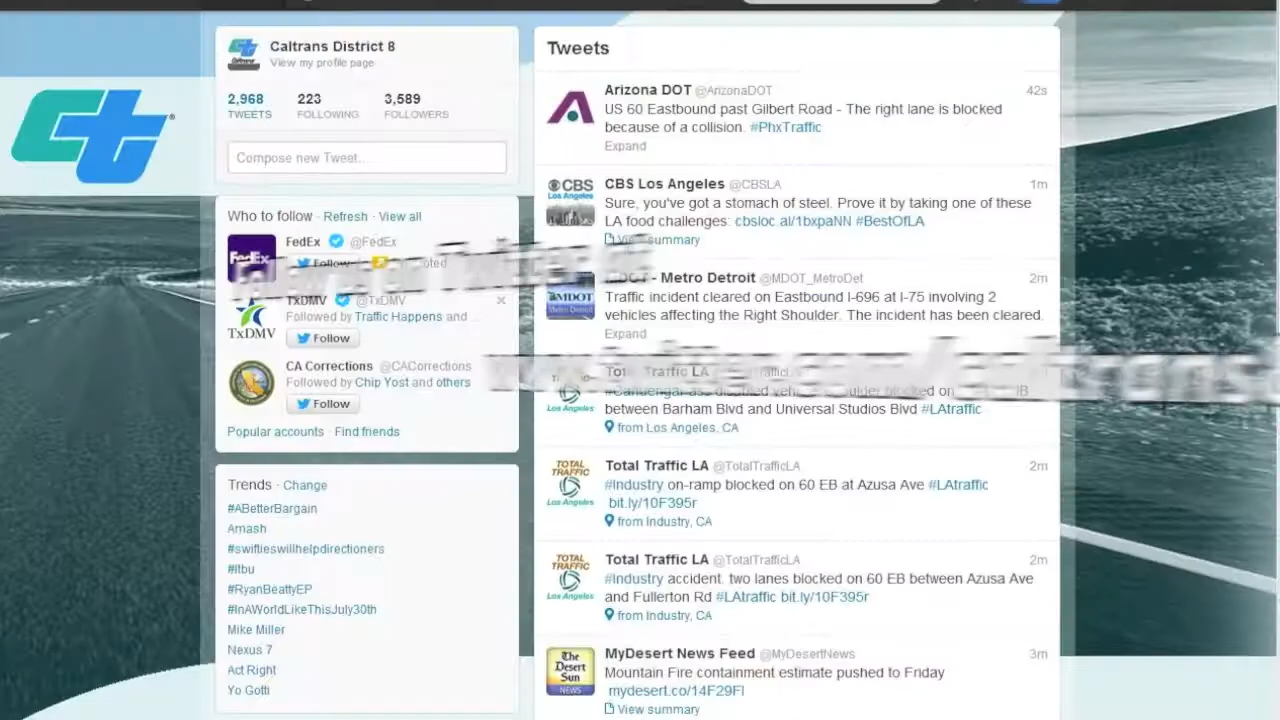 Caltrans District 8
View my profile page
2,968 223 3,589
TWEETS FOLLOWING FOLLOWERS
Compose new Tweet...
Who to follow · Refresh · View all
FedEx @FedEx
Follow
TxDMV @TxDMV
Followed by Traffic Happens and ...
Follow
CA Corrections @CACorrections
Followed by Chip Yost and others
Follow
Popular accounts · Find friends
Trends · Change
#ABetterBargain
Amash
#swiftieswillhelpdirectioners
#Itbu
#RyanBeattyEP
#InAWorldLikeThisJuly30th
Mike Miller
Nexus 7
Act Right
Yo Gotti
Tweets
Arizona DOT @ArizonaDOT 42s
US 60 Eastbound past Gilbert Road - The right lane is blocked
because of a collision. #PhxTraffic
Expand
CBS Los Angeles @CBSLA 1m
Sure, you've got a stomach of steel. Prove it by taking one of these
LA food challenges: cbsloc.al/1bxpaNN #BestOfLA
View summary
- Metro Detroit @MDOT_MetroDet 2m
Traffic incident cleared on Eastbound I-696 at I-75 involving 2
vehicles affecting the Right Shoulder. The incident has been cleared.
Expand
Total Traffic LA
between Barham Blvd and Universal Studios Blvd #LAtraffic
from Los Angeles, CA
Total Traffic LA @TotalTrafficLA 2m
#Industry on-ramp blocked on 60 EB at Azusa Ave #LAtraffic
bit.ly/10F395r
from Industry, CA
Total Traffic LA @TotalTrafficLA 2m
#Industry accident. two lanes blocked on 60 EB between Azusa Ave
and Fullerton Rd #LAtraffic bit.ly/10F395r
from Industry, CA
MyDesert News Feed @MyDesertNews 3m
Mountain Fire containment estimate pushed to Friday
mydesert.co/14F29FI
View summary